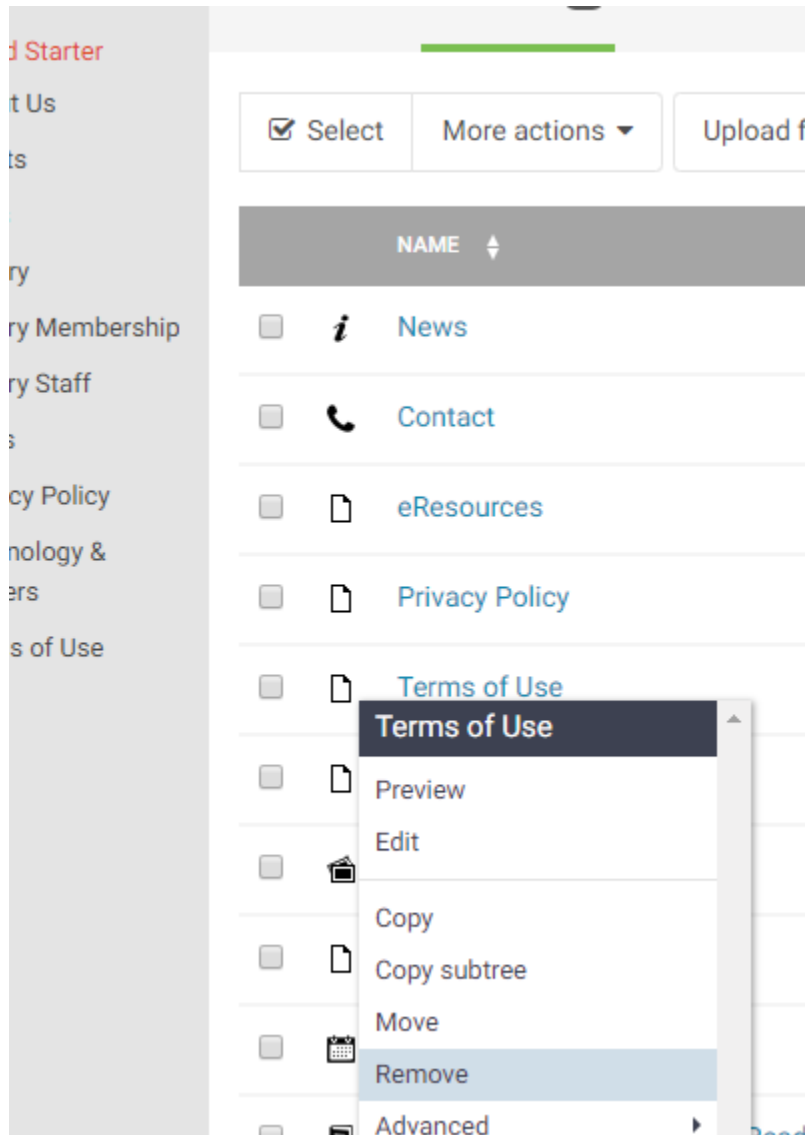 d Starter
t Us
ts
ry
ry Membership
ry Staff
s
cy Policy
nology &
ers
s of Use
Select
More actions
Upload f
NAME
News
Contact
eResources
Privacy Policy
Terms of Use
Terms of Use
Preview
Edit
Copy
Copy subtree
Move
Remove
Advanced